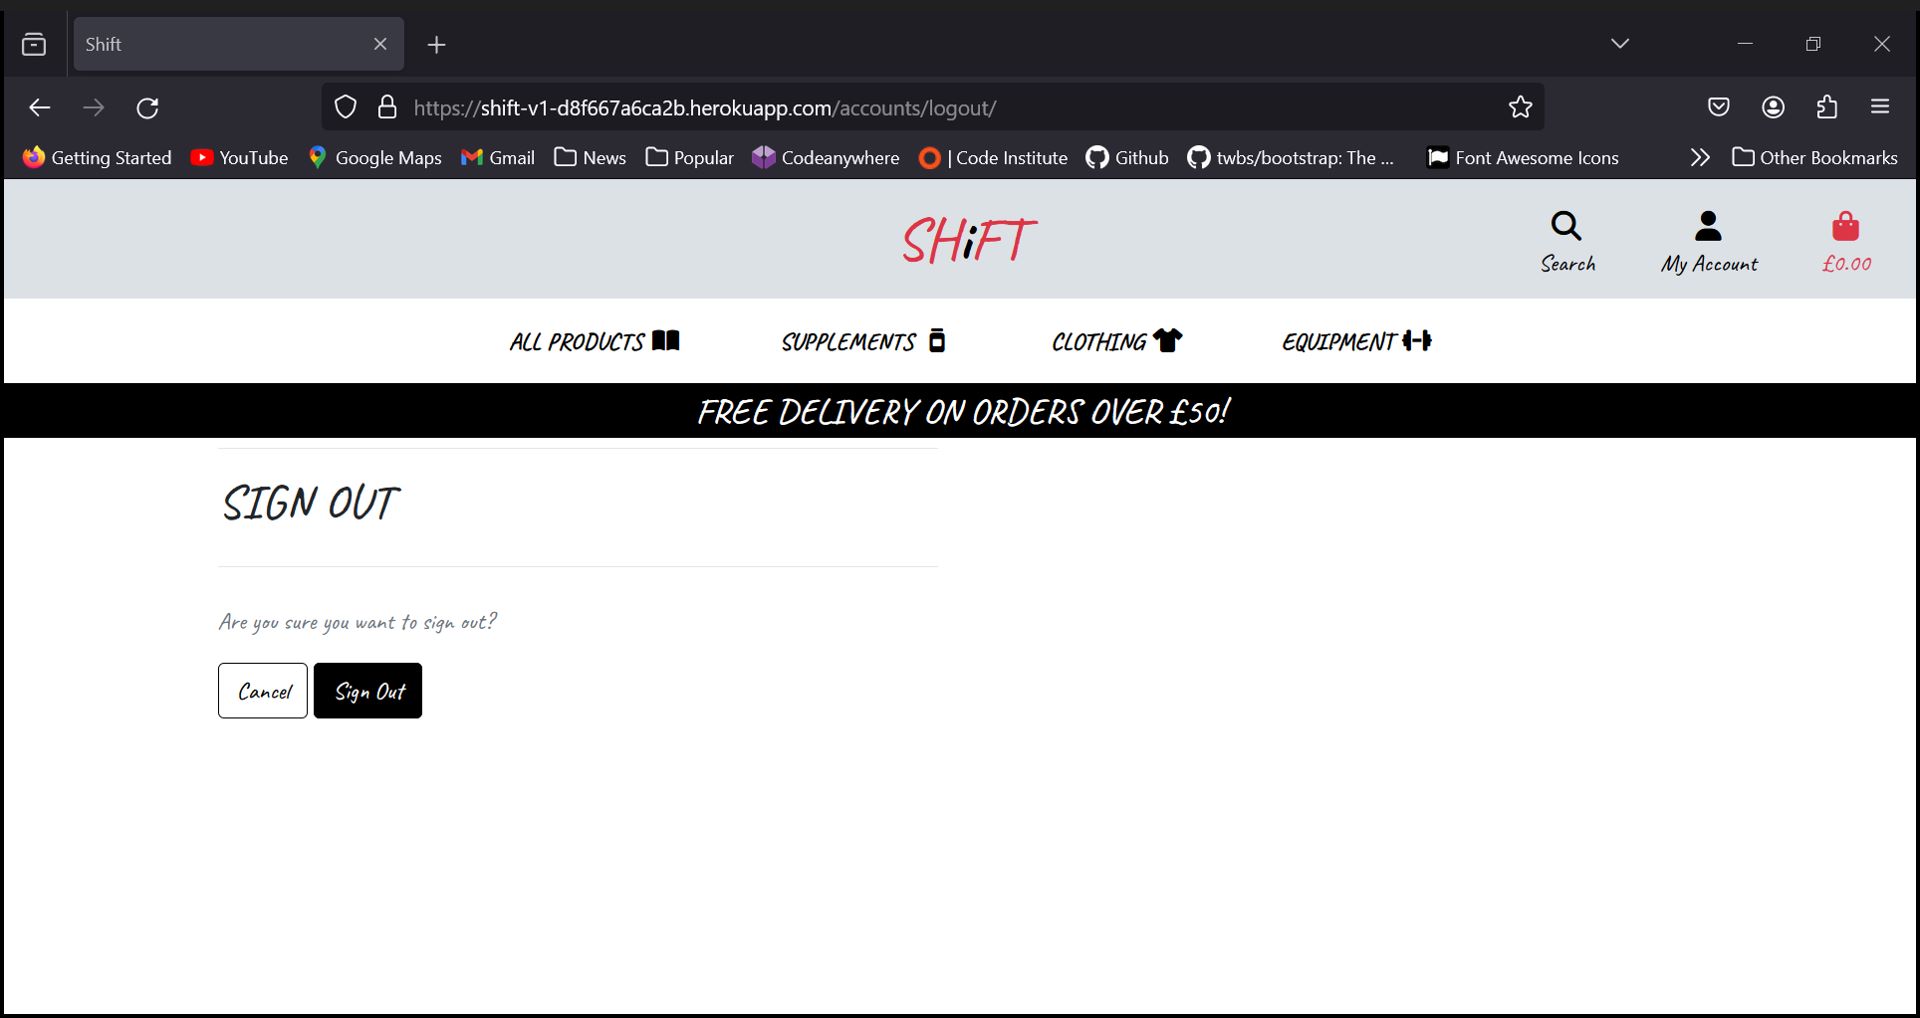 Shift
https://shift-v1-d8f667a6ca2b.herokuapp.com/accounts/logout/
Getting Started YouTube Google Maps Gmail News Popular Codeanywhere | Code Institute Github twbs/bootstrap: The ... Font Awesome Icons Other Bookmarks
SHiFT
Search My Account £0.00
ALL PRODUCTS SUPPLEMENTS CLOTHING EQUIPMENT
FREE DELIVERY ON ORDERS OVER £50!
SIGN OUT
Are you sure you want to sign out?
Cancel Sign Out